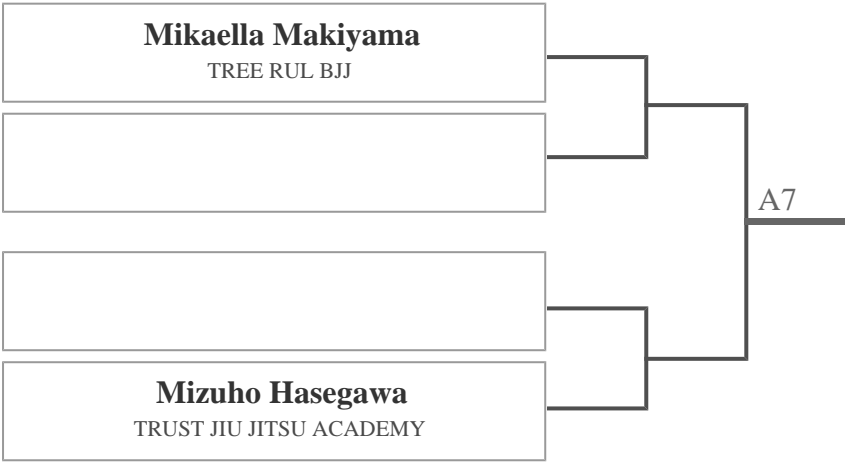 Mikaella Makiyama
TREE RUL BJJ
A7
Mizuho Hasegawa
TRUST JIU JITSU ACADEMY